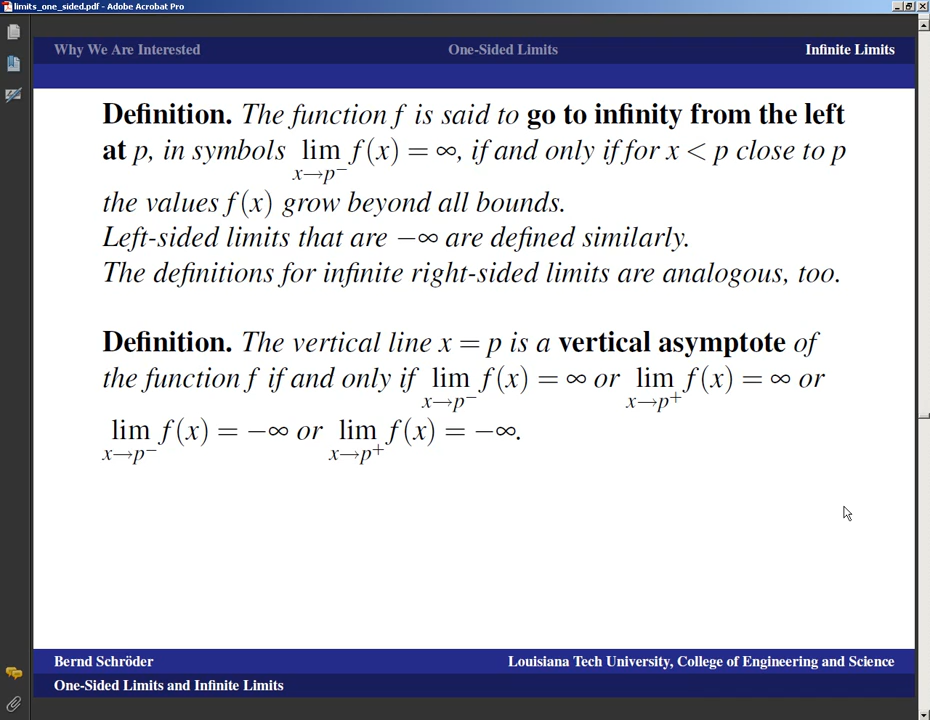 limits_one_sided.pdf - Adobe Acrobat Pro
Why We Are Interested One-Sided Limits Infinite Limits
Definition. The function f is said to go to infinity from the left
at p, in symbols lim f(x) = ∞, if and only if for x < p close to p
x→p⁻
the values f(x) grow beyond all bounds.
Left-sided limits that are −∞ are defined similarly.
The definitions for infinite right-sided limits are analogous, too.
Definition. The vertical line x = p is a vertical asymptote of
the function f if and only if lim f(x) = ∞ or lim f(x) = ∞ or
x→p⁻ x→p⁺
lim f(x) = −∞ or lim f(x) = −∞.
x→p⁻ x→p⁺
Bernd Schröder Louisiana Tech University, College of Engineering and Science
One-Sided Limits and Infinite Limits